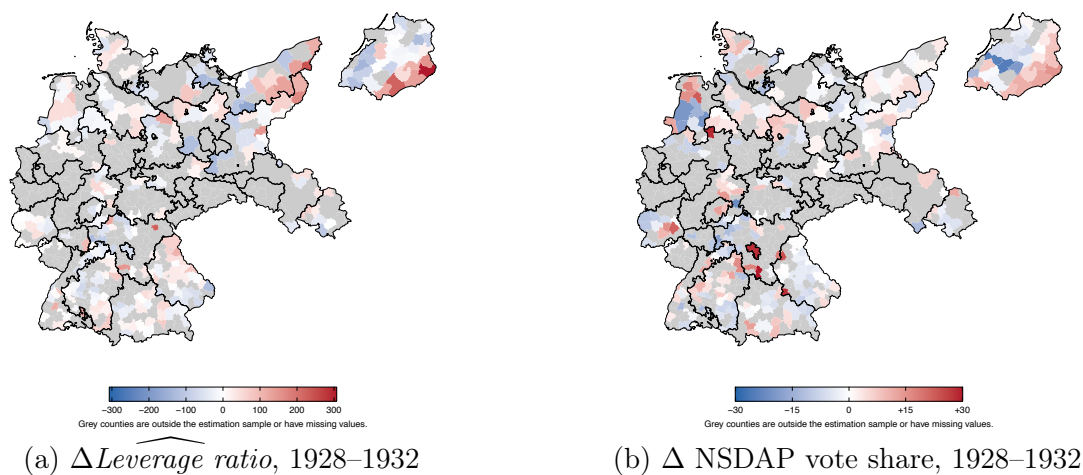 −300 −200 −100 0 100 200 300
Grey counties are outside the estimation sample or have missing values.
(a) ΔLeverage ratio, 1928–1932
−30 −15 0 +15 +30
Grey counties are outside the estimation sample or have missing values.
(b) Δ NSDAP vote share, 1928–1932